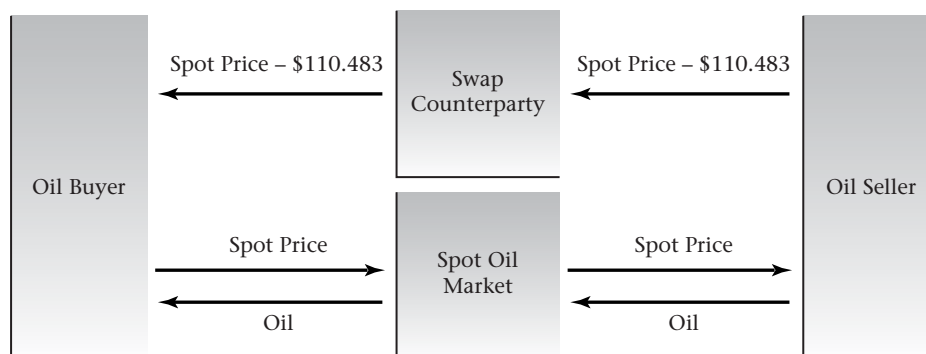 Spot Price – $110.483
Spot Price – $110.483
Swap
Counterparty
Oil Buyer
Oil Seller
Spot Price
Spot Price
Spot Oil
Market
Oil
Oil